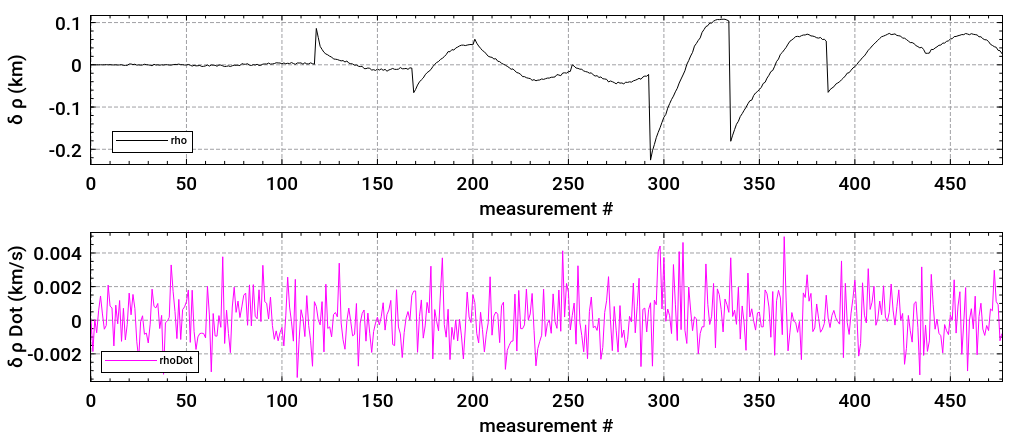 δ ρ (km)
0.1
0
-0.1
-0.2
rho
0 50 100 150 200 250 300 350 400 450
measurement #
δ ρ Dot (km/s)
0.004
0.002
0
-0.002
rhoDot
0 50 100 150 200 250 300 350 400 450
measurement #